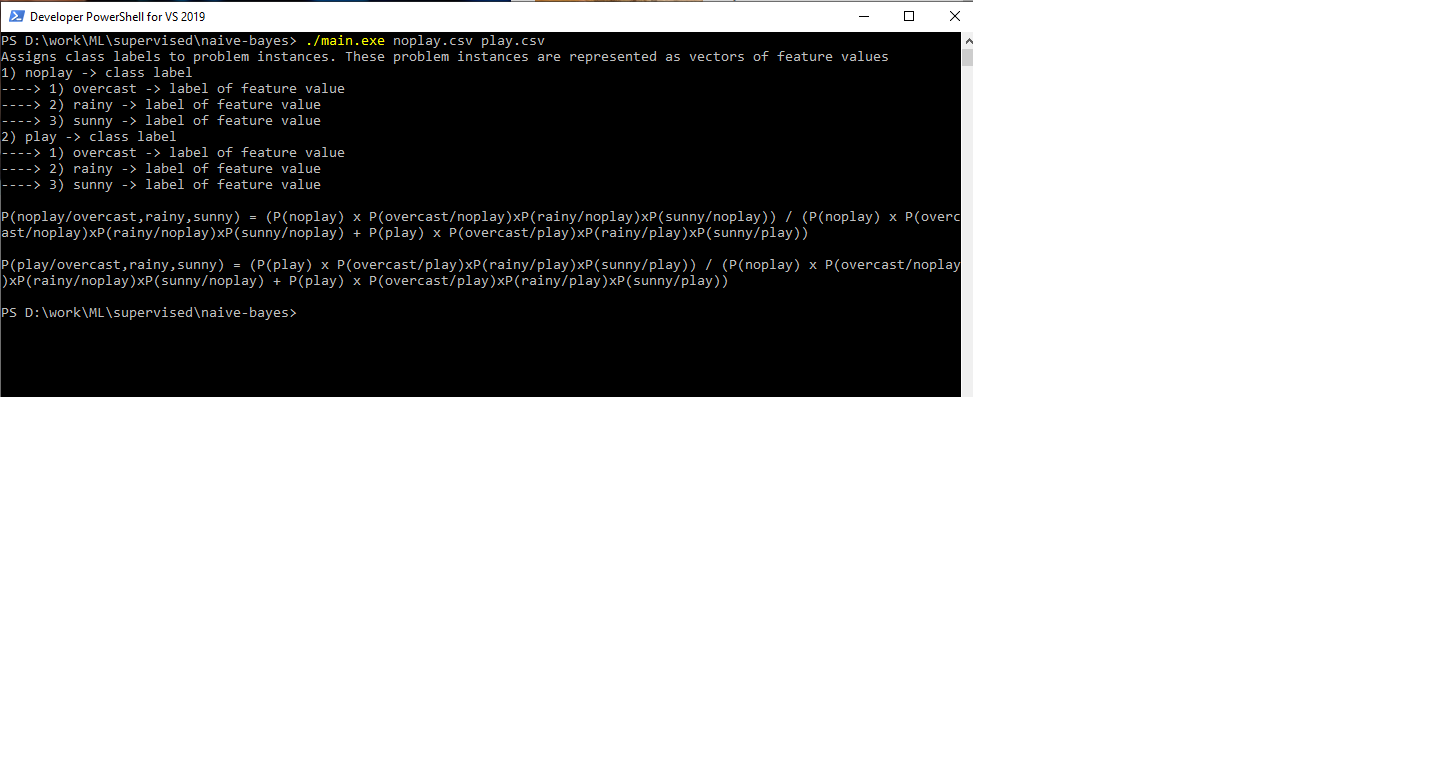 Developer PowerShell for VS 2019
PS D:\work\ML\supervised\naive-bayes> ./main.exe noplay.csv play.csv
Assigns class labels to problem instances. These problem instances are represented as vectors of feature values
1) noplay -> class label
----> 1) overcast -> label of feature value
----> 2) rainy -> label of feature value
----> 3) sunny -> label of feature value
2) play -> class label
----> 1) overcast -> label of feature value
----> 2) rainy -> label of feature value
----> 3) sunny -> label of feature value
P(noplay/overcast,rainy,sunny) = (P(noplay) x P(overcast/noplay)xP(rainy/noplay)xP(sunny/noplay)) / (P(noplay) x P(overc
ast/noplay)xP(rainy/noplay)xP(sunny/noplay) + P(play) x P(overcast/play)xP(rainy/play)xP(sunny/play))
P(play/overcast,rainy,sunny) = (P(play) x P(overcast/play)xP(rainy/play)xP(sunny/play)) / (P(noplay) x P(overcast/noplay
)xP(rainy/noplay)xP(sunny/noplay) + P(play) x P(overcast/play)xP(rainy/play)xP(sunny/play))
PS D:\work\ML\supervised\naive-bayes>